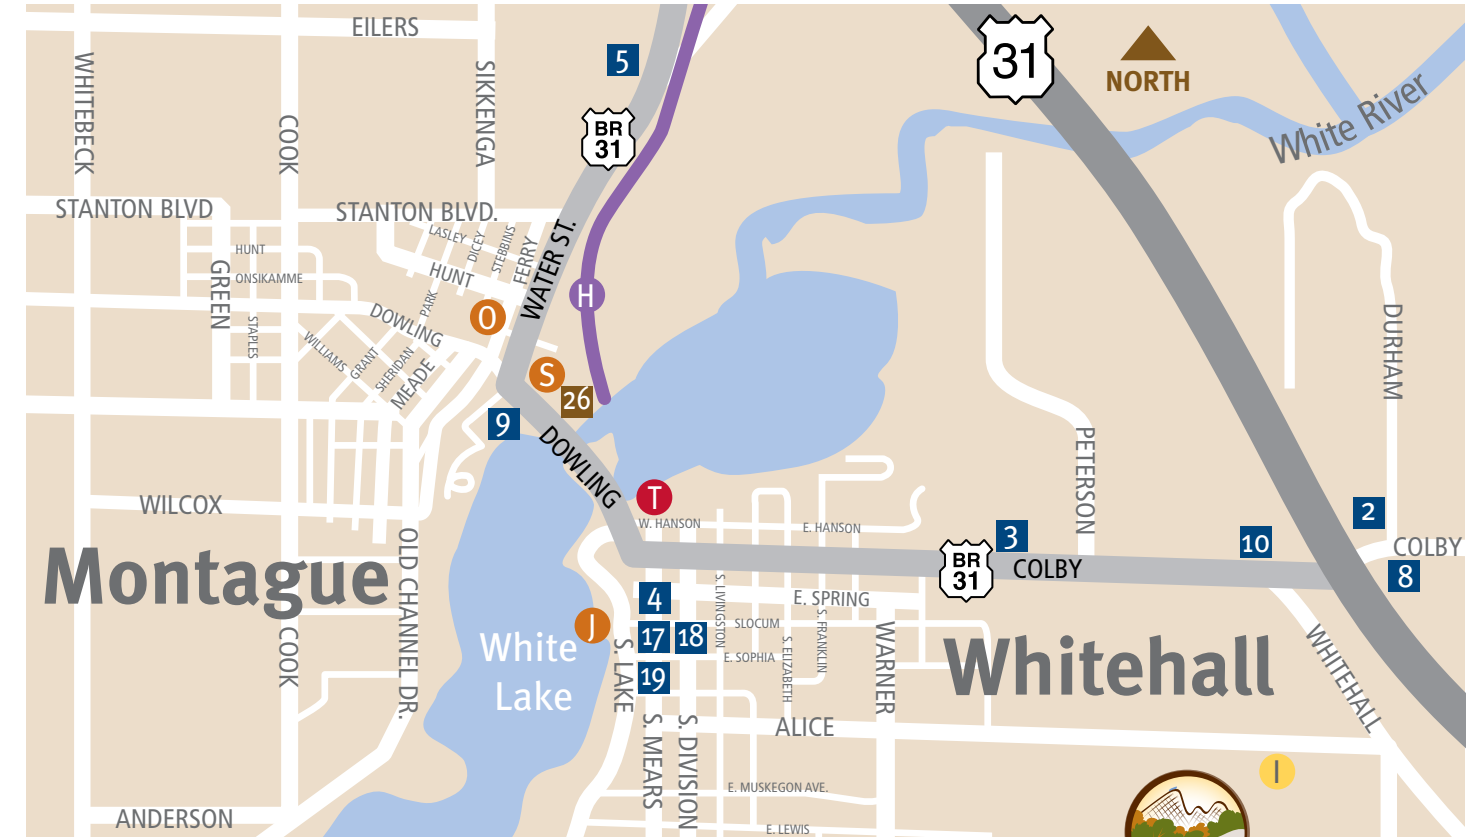 EILERS
WHITEBECK
COOK
SIKKENGA
5
BR
31
31
NORTH
White River
STANTON BLVD
STANTON BLVD.
LASLEY
DICEY
STEBBINS
FERRY
WATER ST.
HUNT
ONSIKAMME
GREEN
STAPLES
HUNT
PARK
DOWLING
WILLIAMS
GRANT
SHERIDAN
MEADE
O
H
S
26
9
DOWLING
DURHAM
PETERSON
WILCOX
T
W. HANSON
E. HANSON
3
BR
31
COLBY
10
2
COLBY
8
Montague
OLD CHANNEL DR.
COOK
White
Lake
J
S. LAKE
4
17
18
19
S. LIVINGSTON
E. SPRING
SLOCUM
E. SOPHIA
S. ELIZABETH
S. FRANKLIN
WARNER
Whitehall
WHITEHALL
S. MEARS
S. DIVISION
ALICE
I
E. MUSKEGON AVE.
ANDERSON
E. LEWIS